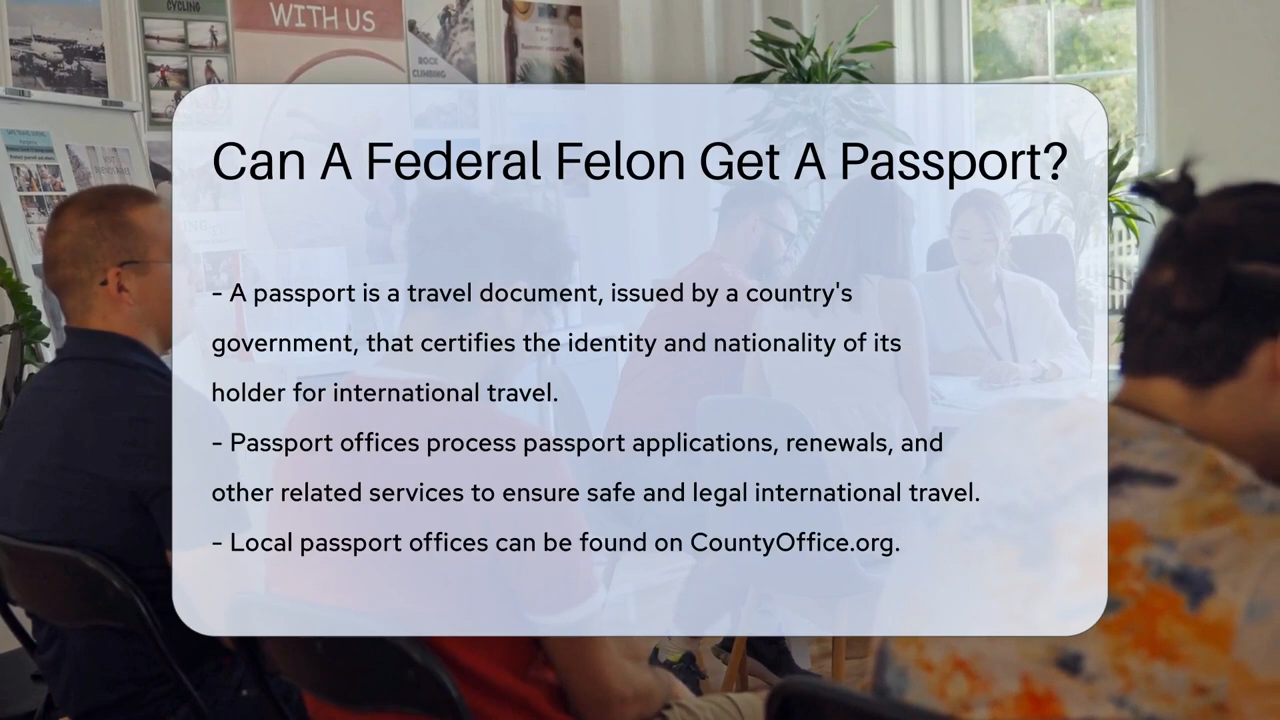 CYCLING
WITH US
ROCK
CLIMBING
Can A Federal Felon Get A Passport?
– A passport is a travel document, issued by a country's
government, that certifies the identity and nationality of its
holder for international travel.
– Passport offices process passport applications, renewals, and
other related services to ensure safe and legal international travel.
– Local passport offices can be found on CountyOffice.org.